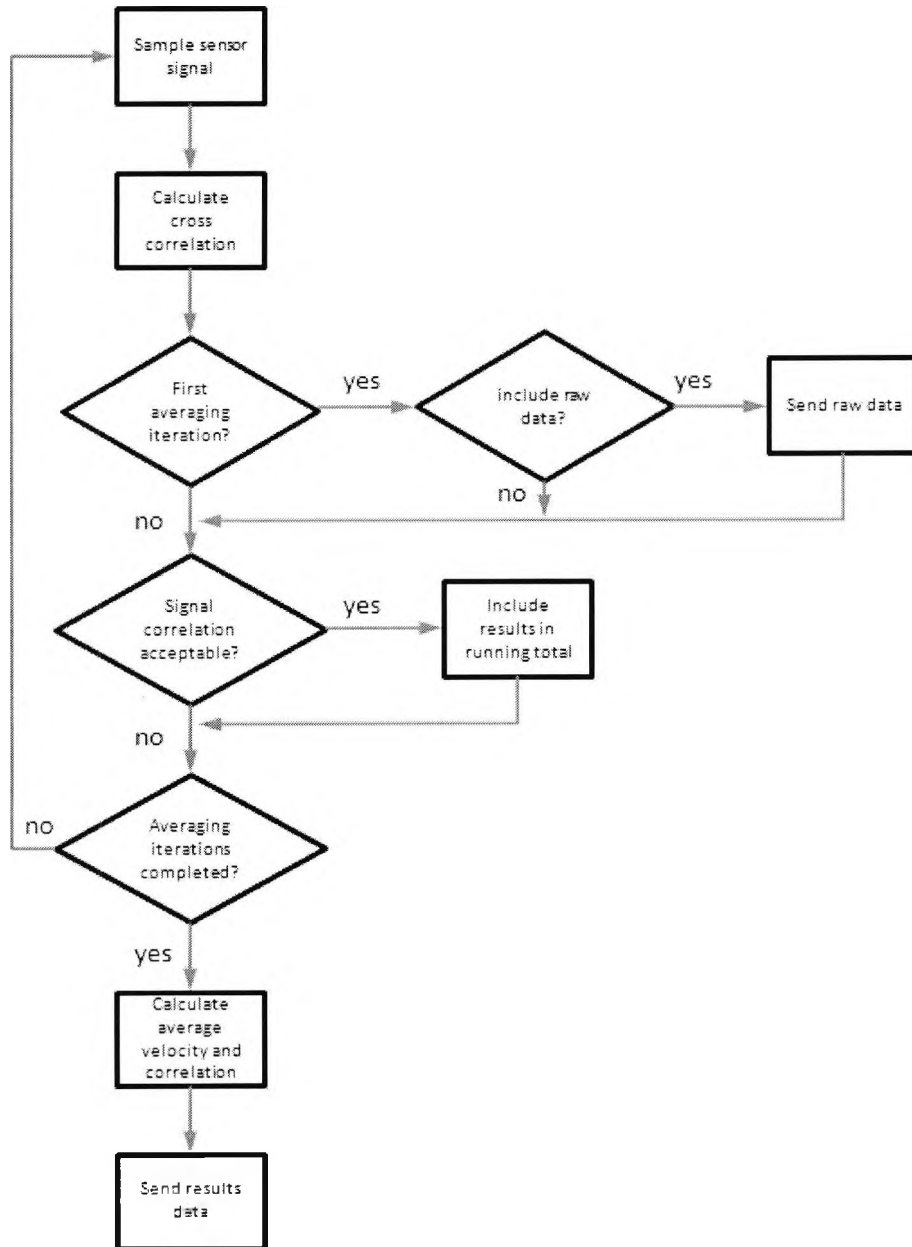 Sample sensor
signal
Calculate
cross
correlation
First
averaging
iteration?
yes
include raw
data?
yes
Send raw data
no
no
Signal
correlation
acceptable?
yes
Include
results in
running total
no
Averaging
iterations
completed?
no
yes
Calculate
average
velocity and
correlation
Send results
data